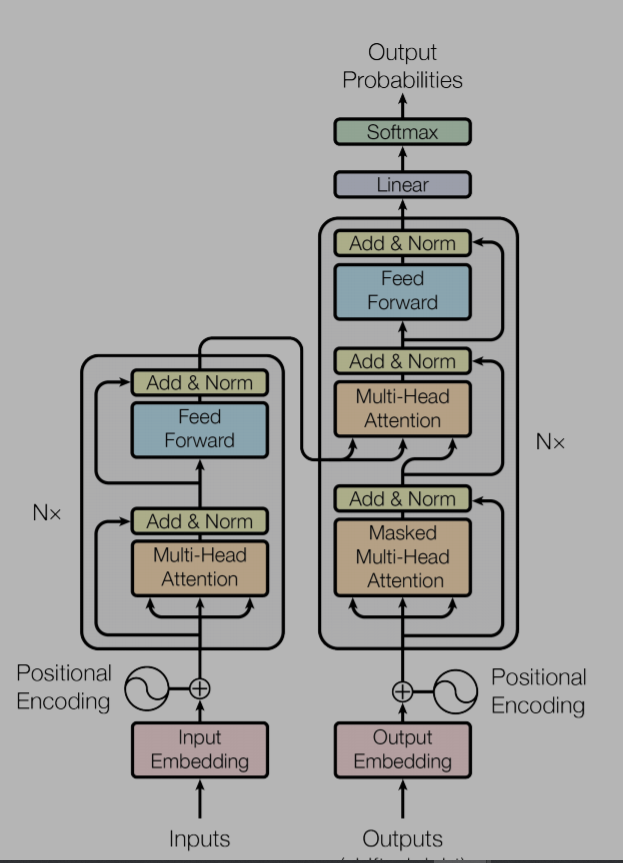 Output
Probabilities
Softmax
Linear
Add & Norm
Feed
Forward
Add & Norm
Multi-Head
Attention
Add & Norm
Masked
Multi-Head
Attention
Nx
Add & Norm
Feed
Forward
Add & Norm
Multi-Head
Attention
Nx
Positional
Encoding
Positional
Encoding
Input
Embedding
Output
Embedding
Inputs
Outputs